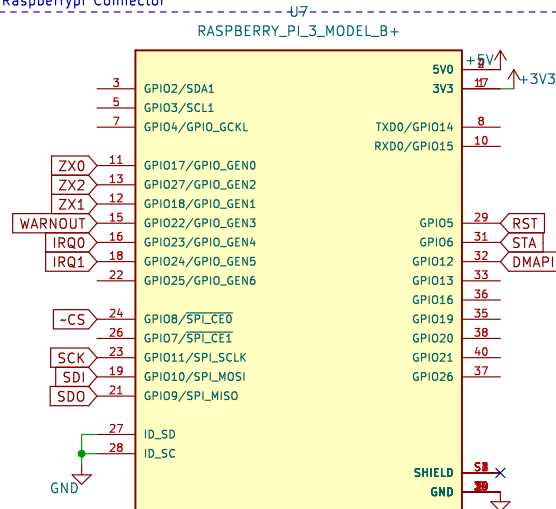 Raspberrypi Connector
U7
RASPBERRY_PI_3_MODEL_B+
5V0 +5V
3 GPIO2/SDA1 3V3 17 +3V3
5 GPIO3/SCL1
7 GPIO4/GPIO_GCKL TXD0/GPIO14 8
RXD0/GPIO15 10
ZX0 11 GPIO17/GPIO_GEN0
ZX2 13 GPIO27/GPIO_GEN2
ZX1 12 GPIO18/GPIO_GEN1
WARNOUT 15 GPIO22/GPIO_GEN3 GPIO5 29 RST
IRQ0 16 GPIO23/GPIO_GEN4 GPIO6 31 STA
IRQ1 18 GPIO24/GPIO_GEN5 GPIO12 32 DMAPI
22 GPIO25/GPIO_GEN6 GPIO13 33
GPIO16 36
~CS 24 GPIO8/SPI_CE0 GPIO19 35
26 GPIO7/SPI_CE1 GPIO20 38
SCK 23 GPIO11/SPI_SCLK GPIO21 40
SDI 19 GPIO10/SPI_MOSI GPIO26 37
SDO 21 GPIO9/SPI_MISO
27 ID_SD
28 ID_SC
SHIELD
GND GND